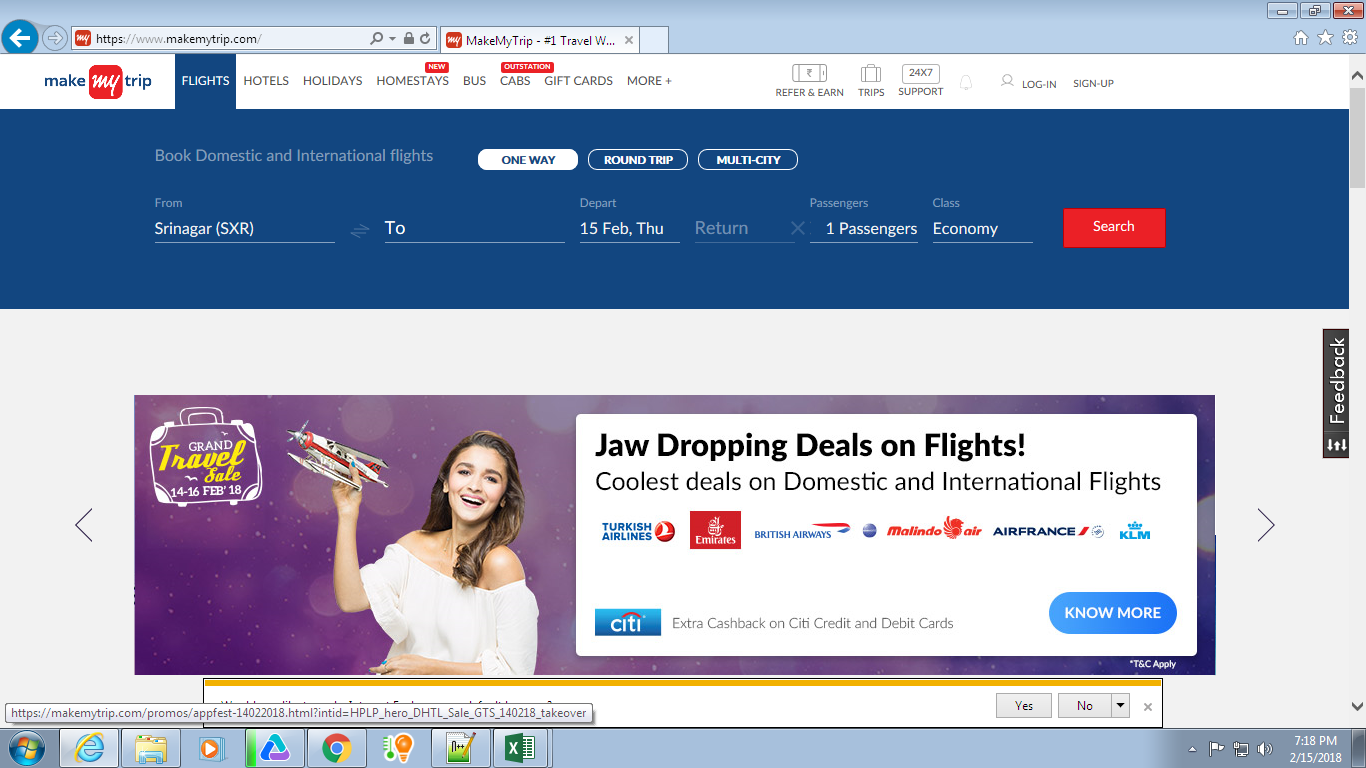 https://www.makemytrip.com/
MakeMyTrip - #1 Travel W...
make my trip
FLIGHTS
HOTELS
HOLIDAYS
NEW
HOMESTAYS
BUS
OUTSTATION
CABS
GIFT CARDS
MORE +
₹
REFER & EARN
TRIPS
24X7
SUPPORT
LOG-IN
SIGN-UP
Book Domestic and International flights
ONE WAY
ROUND TRIP
MULTI-CITY
From
Srinagar (SXR)
To
Depart
15 Feb, Thu
Return
Passengers
1 Passengers
Class
Economy
Search
Feedback
GRAND
Travel
Sale
14-16 FEB' 18
Jaw Dropping Deals on Flights!
Coolest deals on Domestic and International Flights
TURKISH
AIRLINES
Emirates
BRITISH AIRWAYS
Malindo air
AIRFRANCE
KLM
citi
Extra Cashback on Citi Credit and Debit Cards
KNOW MORE
*T&C Apply
Yes
No
https://makemytrip.com/promos/appfest-14022018.html?intid=HPLP_hero_DHTL_Sale_GTS_140218_takeover
7:18 PM
2/15/2018